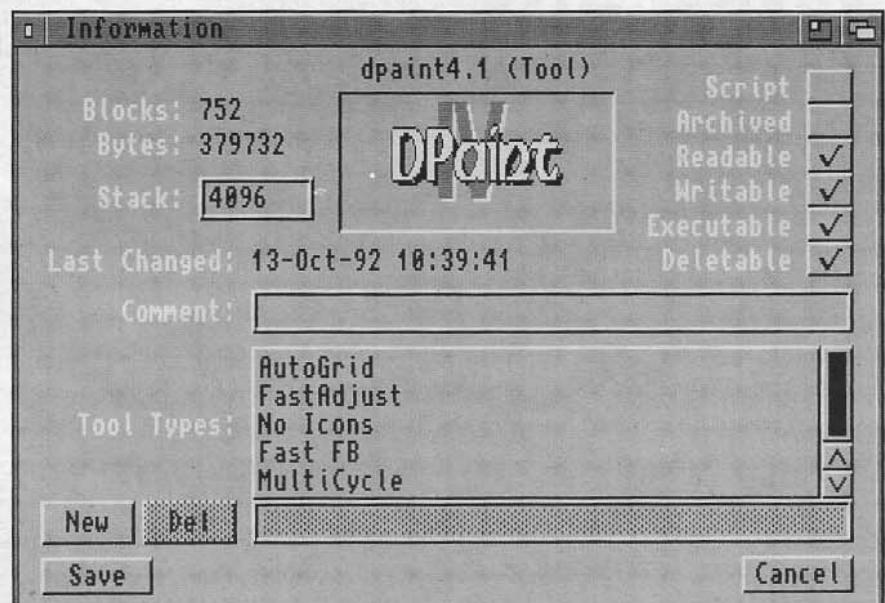 Information
dpaint4.1 (Tool)
Blocks: 752
Bytes: 379732
Stack: 4096
DPaint
IV
Script
Archived
Readable
Writable
Executable
Deletable
Last Changed: 13-Oct-92 10:39:41
Comment:
Tool Types:
AutoGrid
FastAdjust
No Icons
Fast FB
MultiCycle
New
Del
Save
Cancel